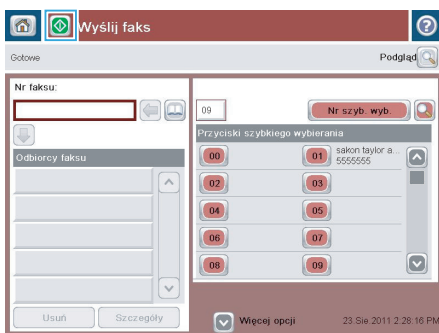 Wyślij faks
Gotowe
Podgląd
Nr faksu:
09
Nr szyb. wyb.
Przyciski szybkiego wybierania
Odbiorcy faksu
00
01 sakon taylor a...
5555555
02 03
04 05
06 07
08 09
Usuń Szczegóły
Więcej opcji
23 Sie 2011 2:28:16 PM